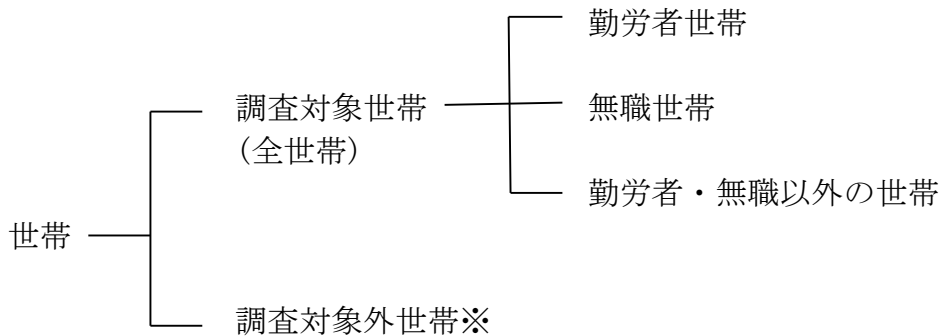 勤労者世帯
調査対象世帯
（全世帯）
無職世帯
勤労者・無職以外の世帯
世帯
調査対象外世帯※